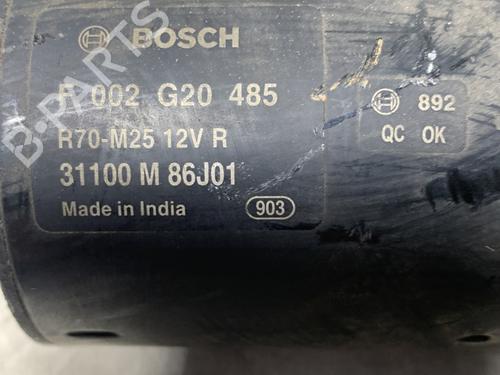 BOSCH
F 002 G20 485
R70-M25 12V R
31100 M 86J01
Made in India
903
892
QC OK
B-PARTS